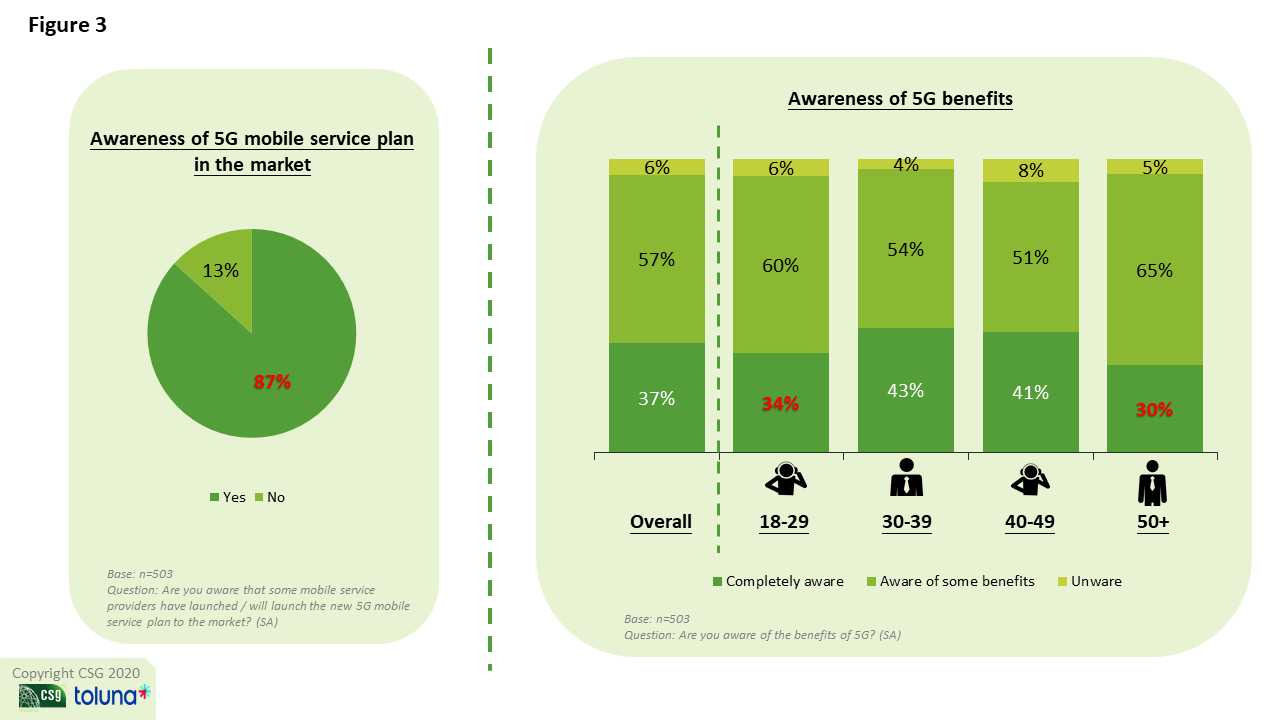 Figure 3
Awareness of 5G mobile service plan
in the market
13%
87%
Yes No
Base: n=503
Question: Are you aware that some mobile service
providers have launched / will launch the new 5G mobile
service plan to the market? (SA)
Awareness of 5G benefits
6% 6% 4% 8% 5%
57% 60% 54% 51% 65%
37% 34% 43% 41% 30%
Overall 18-29 30-39 40-49 50+
Completely aware Aware of some benefits Unware
Base: n=503
Question: Are you aware of the benefits of 5G? (SA)
Copyright CSG 2020
csg toluna